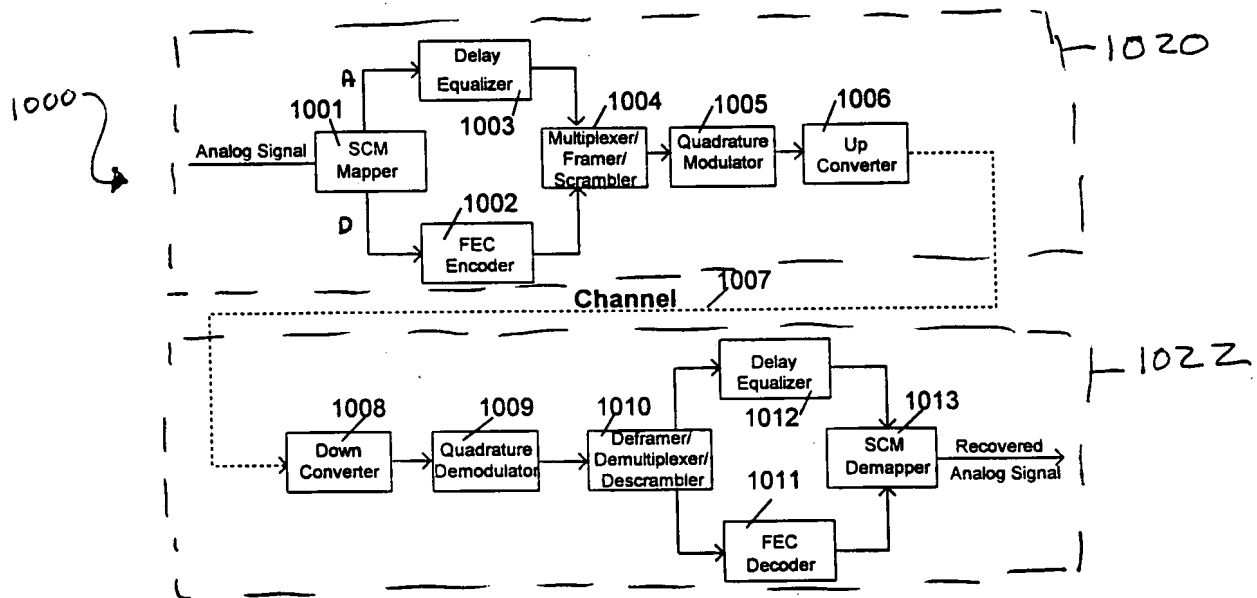 1020
1000
A
Delay
Equalizer
1003
1001
SCM
Mapper
Analog Signal
1004
Multiplexer/
Framer/
Scrambler
1005
Quadrature
Modulator
1006
Up
Converter
D
1002
FEC
Encoder
Channel
1007
1022
Delay
Equalizer
1012
1008
Down
Converter
1009
Quadrature
Demodulator
1010
Deframer/
Demultiplexer/
Descrambler
1013
SCM
Demapper
Recovered
Analog Signal
1011
FEC
Decoder